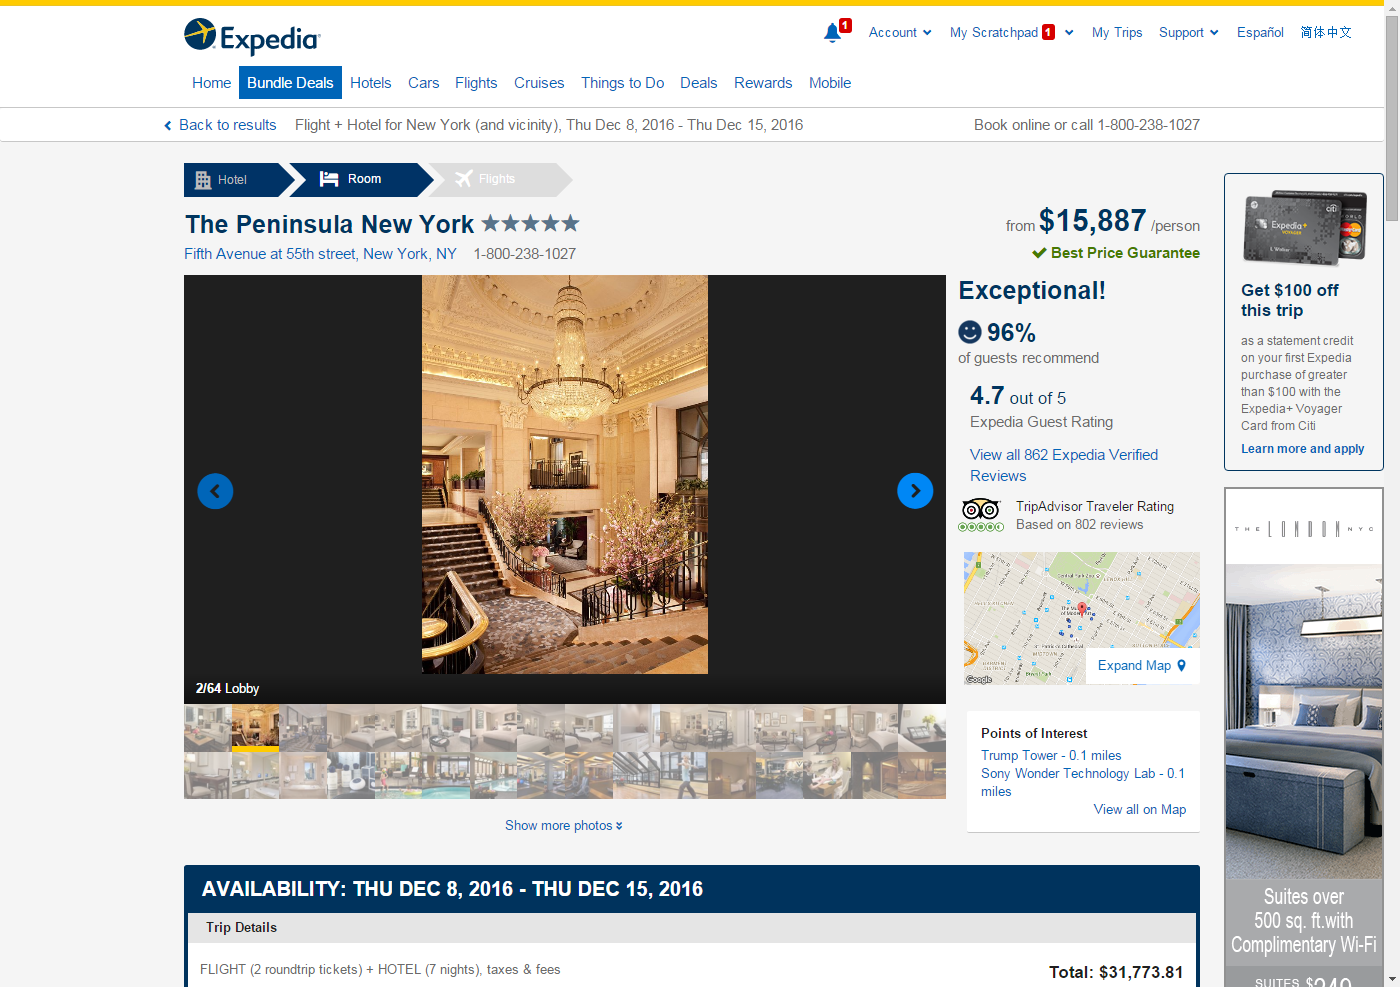 Expedia
1
Account
My Scratchpad 1
My Trips
Support
Español
简体中文
Home
Bundle Deals
Hotels
Cars
Flights
Cruises
Things to Do
Deals
Rewards
Mobile
Back to results
Flight + Hotel for New York (and vicinity), Thu Dec 8, 2016 - Thu Dec 15, 2016
Book online or call 1-800-238-1027
Hotel
Room
Flights
The Peninsula New York
from $15,887 /person
Fifth Avenue at 55th street, New York, NY
1-800-238-1027
Best Price Guarantee
2/64 Lobby
Show more photos
Exceptional!
96%
of guests recommend
4.7 out of 5
Expedia Guest Rating
View all 862 Expedia Verified
Reviews
TripAdvisor Traveler Rating
Based on 802 reviews
Google
Expand Map
Points of Interest
Trump Tower - 0.1 miles
Sony Wonder Technology Lab - 0.1
miles
View all on Map
AVAILABILITY: THU DEC 8, 2016 - THU DEC 15, 2016
Trip Details
FLIGHT (2 roundtrip tickets) + HOTEL (7 nights), taxes & fees
Total: $31,773.81
citi
Expedia+
VOYAGER
Get $100 off
this trip
as a statement credit
on your first Expedia
purchase of greater
than $100 with the
Expedia+ Voyager
Card from Citi
Learn more and apply
THE LONDON NYC
Suites over
500 sq. ft.with
Complimentary Wi-Fi
SUITES $249